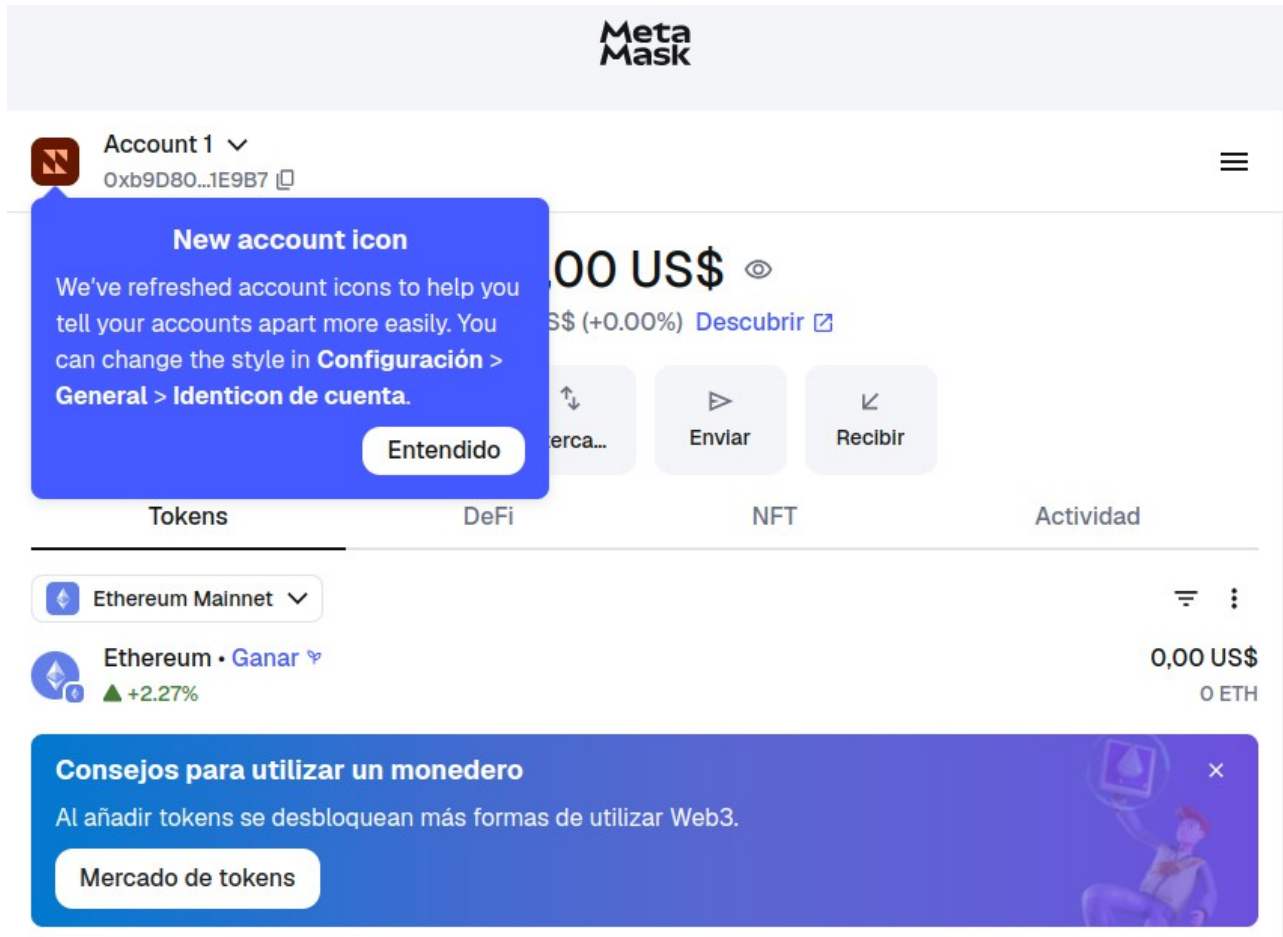 Meta
Mask
Account 1
0xb9D80...1E9B7
New account icon
We've refreshed account icons to help you
tell your accounts apart more easily. You
can change the style in Configuración >
General > Identicon de cuenta.
Entendido
,00 US$
S$ (+0.00%) Descubrir
erca...
Enviar
Recibir
Tokens
DeFi
NFT
Actividad
Ethereum Mainnet
Ethereum • Ganar
0,00 US$
+2.27%
0 ETH
Consejos para utilizar un monedero
Al añadir tokens se desbloquean más formas de utilizar Web3.
Mercado de tokens